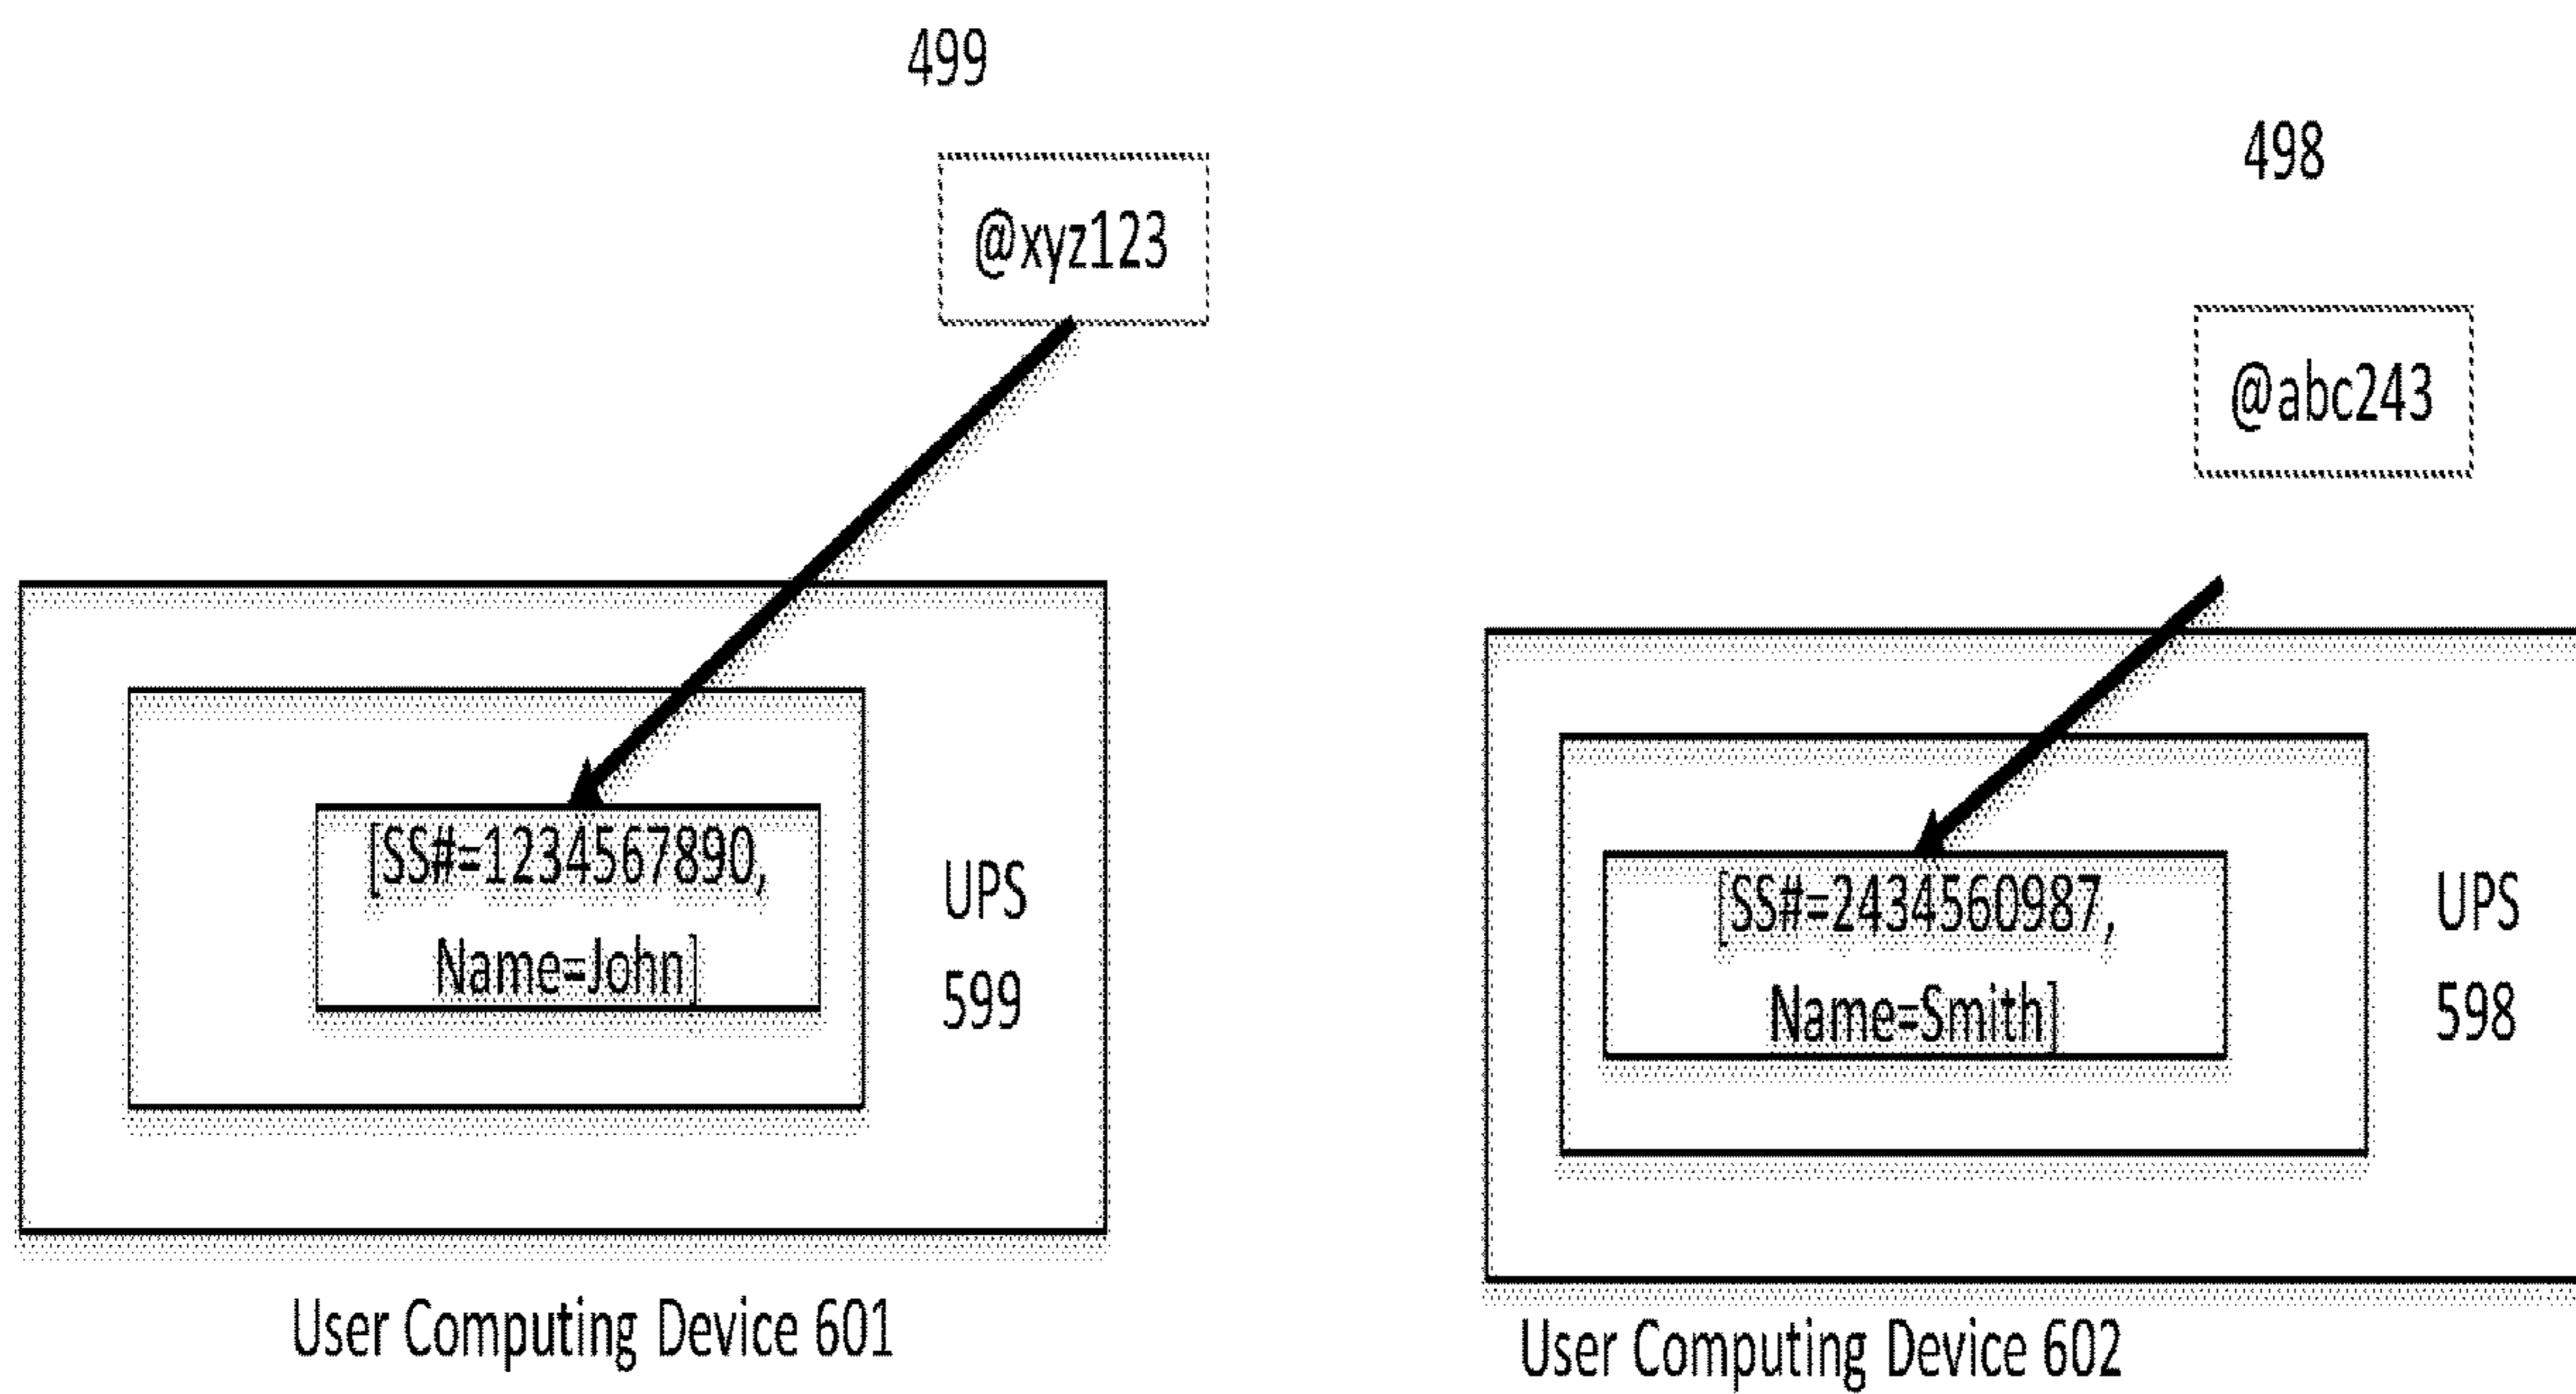 499
@xyz123
[SS#=1234567890,
Name=John]
UPS
599
User Computing Device 601
498
@abc243
[SS#=2434560987,
Name=Smith]
UPS
598
User Computing Device 602